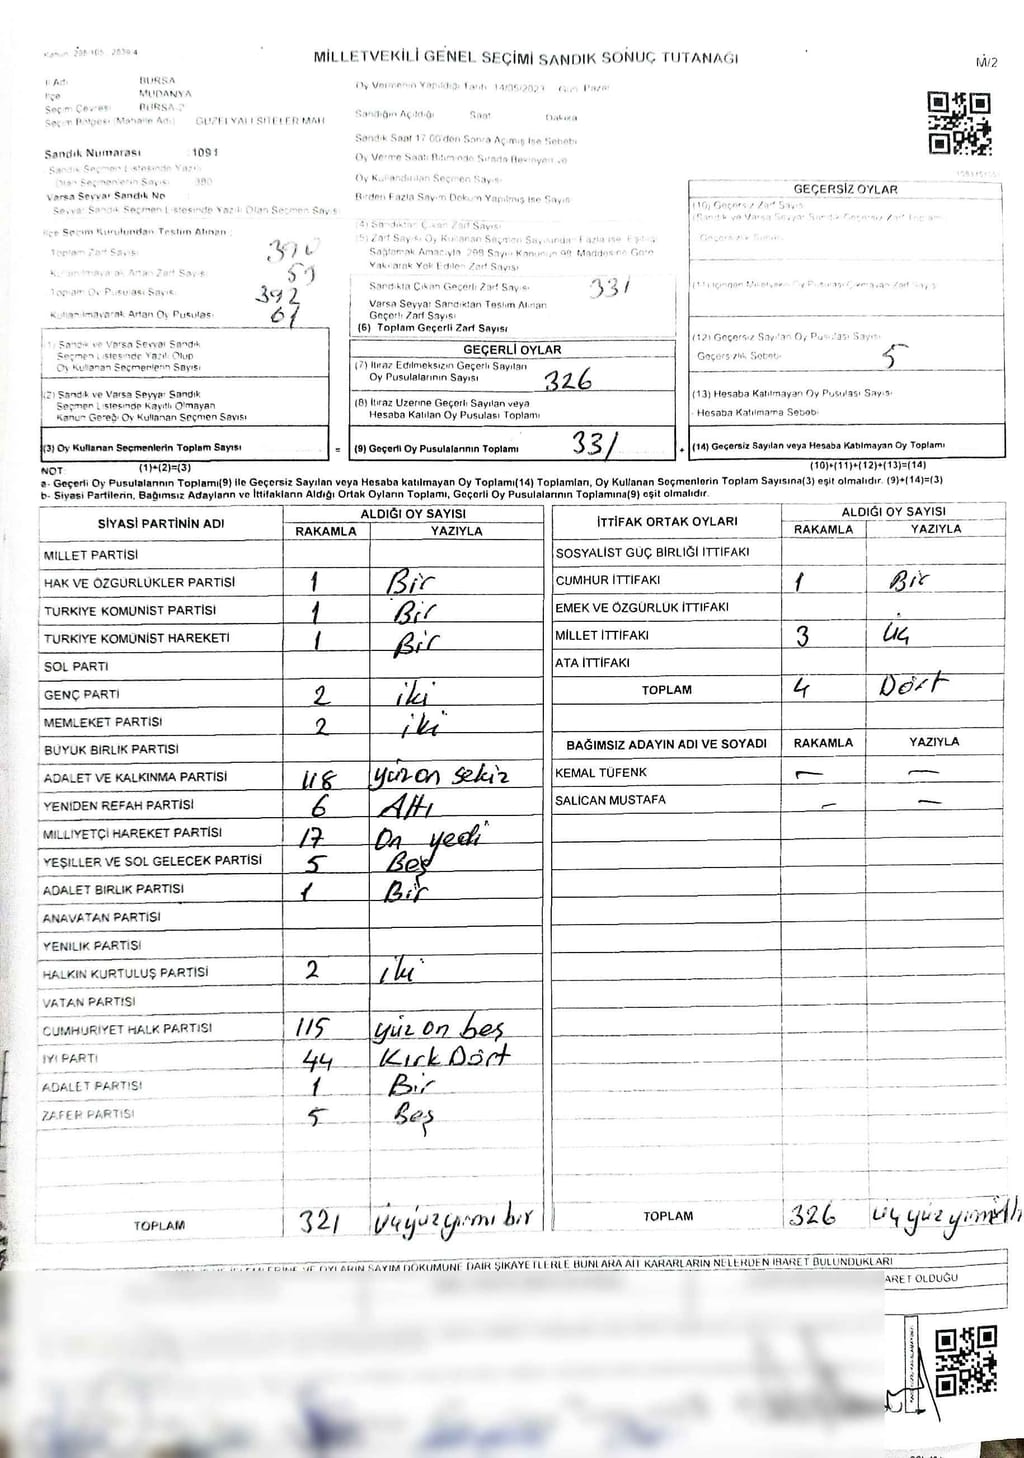 MİLLETVEKİLİ GENEL SEÇİMİ SANDIK SONUÇ TUTANAĞI
M/2
İl Adı BURSA
İlçe MUDANYA
Seçim Çevresi BURSA-2
Seçim Bölgesi (Mahalle Adı) GÜZELYALI SİTELER MAH
Sandık Numarası : 1091
Sandık Seçmen Listesinde Yazılı
Olan Seçmenlerin Sayısı 390
Varsa Seyyar Sandık No
Seyyar Sandık Seçmen Listesinde Yazılı Olan Seçmen Sayısı
İlçe Seçim Kurulundan Teslim Alınan :
Toplam Zarf Sayısı 390
Kullanılmayarak Artan Zarf Sayısı 59
Toplam Oy Pusulası Sayısı 392
Kullanılmayarak Artan Oy Pusulası 61
(1) Sandık ve Varsa Seyyar Sandık
Seçmen Listesinde Yazılı Olup
Oy Kullanan Seçmenlerin Sayısı
(2) Sandık ve Varsa Seyyar Sandık
Seçmen Listesinde Kayıtlı Olmayan
Kanun Gereği Oy Kullanan Seçmen Sayısı
(3) Oy Kullanan Seçmenlerin Toplam Sayısı
=
Oy Vermenin Yapıldığı Tarih 14/05/2023 Gün Pazar
Sandığın Açıldığı Saat Dakika
Sandık Saat 17.00'den Sonra Açılmış İse Sebebi
Oy Verme Saati Bitiminde Sırada Bekleyen ve
Oy Kullandırılan Seçmen Sayısı
Birden Fazla Sayım Döküm Yapılmış İse Sayısı
(4) Sandıktan Çıkan Zarf Sayısı
(5) Zarf Sayısı Oy Kullanan Seçmen Sayısından Fazla ise Eşitliği
Sağlamak Amacıyla 298 Sayılı Kanunun 98. Maddesine Göre
Yakılarak Yok Edilen Zarf Sayısı
Sandıkta Çıkan Geçerli Zarf Sayısı 331
Varsa Seyyar Sandıktan Teslim Alınan
Geçerli Zarf Sayısı
(6) Toplam Geçerli Zarf Sayısı
GEÇERLİ OYLAR
(7) İtiraz Edilmeksizin Geçerli Sayılan
Oy Pusulalarının Sayısı 326
(8) İtiraz Üzerine Geçerli Sayılan veya
Hesaba Katılan Oy Pusulası Toplamı
(9) Geçerli Oy Pusulalarının Toplamı 331
+
GEÇERSİZ OYLAR
(10) Geçersiz Zarf Sayısı
(Sandık ve Varsa Seyyar Sandık Geçersiz Zarf Toplamı
Geçersizlik Sebebi
(12) Geçersiz Sayılan Oy Pusulası Sayısı
Geçersizlik Sebebi 5
(13) Hesaba Katılmayan Oy Pusulası Sayısı
Hesaba Katılmama Sebebi
(14) Geçersiz Sayılan veya Hesaba Katılmayan Oy Toplamı
NOT: (1)+(2)=(3)
(10)+(11)+(12)+(13)=(14)
a- Geçerli Oy Pusulalarının Toplamı(9) ile Geçersiz Sayılan veya Hesaba katılmayan Oy Toplamı(14) Toplamları, Oy Kullanan Seçmenlerin Toplam Sayısına(3) eşit olmalıdır. (9)+(14)=(3)
b- Siyasi Partilerin, Bağımsız Adayların ve İttifakların Aldığı Ortak Oyların Toplamı, Geçerli Oy Pusulalarının Toplamına(9) eşit olmalıdır.
SİYASİ PARTİNİN ADI
ALDIĞI OY SAYISI
RAKAMLA YAZIYLA
MİLLET PARTİSİ
HAK VE ÖZGÜRLÜKLER PARTİSİ 1 Bir
TÜRKİYE KOMÜNİST PARTİSİ 1 Bir
TÜRKİYE KOMÜNİST HAREKETİ 1 Bir
SOL PARTİ
GENÇ PARTİ 2 iki
MEMLEKET PARTİSİ 2 iki
BÜYÜK BİRLİK PARTİSİ
ADALET VE KALKINMA PARTİSİ 118 yüz on sekiz
YENİDEN REFAH PARTİSİ 6 Altı
MİLLİYETÇİ HAREKET PARTİSİ 17 On yedi
YEŞİLLER VE SOL GELECEK PARTİSİ 5 Beş
ADALET BİRLİK PARTİSİ 1 Bir
ANAVATAN PARTİSİ
YENİLİK PARTİSİ
HALKIN KURTULUŞ PARTİSİ 2 iki
VATAN PARTİSİ
CUMHURİYET HALK PARTİSİ 115 yüz on beş
İYİ PARTİ 44 Kırk Dört
ADALET PARTİSİ 1 Bir
ZAFER PARTİSİ 5 Beş
TOPLAM 321 üçyüzyirmi bir
İTTİFAK ORTAK OYLARI
ALDIĞI OY SAYISI
RAKAMLA YAZIYLA
SOSYALİST GÜÇ BİRLİĞİ İTTİFAKI
CUMHUR İTTİFAKI 1 Bir
EMEK VE ÖZGÜRLÜK İTTİFAKI
MİLLET İTTİFAKI 3 üç
ATA İTTİFAKI
TOPLAM 4 Dört
BAĞIMSIZ ADAYIN ADI VE SOYADI RAKAMLA YAZIYLA
KEMAL TÜFENK — —
SALİCAN MUSTAFA — —
TOPLAM 326 üç yüz yirmialtı
VE OYLARIN SAYIM DÖKÜMÜNE DAİR ŞİKAYETLERLE BUNLARA AİT KARARLARIN NELERDEN İBARET BULUNDUKLARI
ARET OLDUĞU